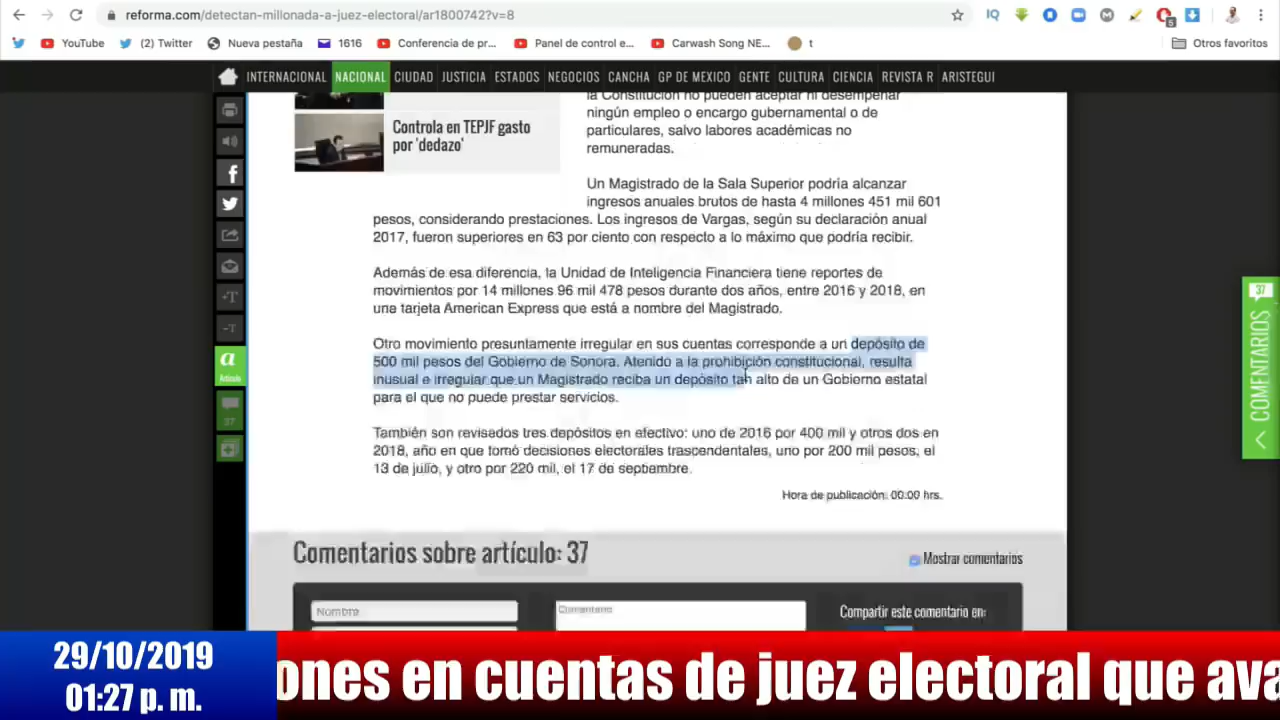 reforma.com/detectan-millonada-a-juez-electoral/ar1800742?v=8
YouTube (2) Twitter Nueva pestaña 1616 Conferencia de pr... Panel de control e... Carwash Song NE... t Otros favoritos
INTERNACIONAL NACIONAL CIUDAD JUSTICIA ESTADOS NEGOCIOS CANCHA GP DE MEXICO GENTE CULTURA CIENCIA REVISTA R ARISTEGUI
Controla en TEPJF gasto
por 'dedazo'
la Constitución no pueden aceptar ni desempeñar
ningún empleo o encargo gubernamental o de
particulares, salvo labores académicas no
remuneradas.
Un Magistrado de la Sala Superior podría alcanzar
ingresos anuales brutos de hasta 4 millones 451 mil 601
pesos, considerando prestaciones. Los ingresos de Vargas, según su declaración anual
2017, fueron superiores en 63 por ciento con respecto a lo máximo que podría recibir.
Además de esa diferencia, la Unidad de Inteligencia Financiera tiene reportes de
movimientos por 14 millones 96 mil 478 pesos durante dos años, entre 2016 y 2018, en
una tarjeta American Express que está a nombre del Magistrado.
Otro movimiento presuntamente irregular en sus cuentas corresponde a un depósito de
500 mil pesos del Gobierno de Sonora. Atenido a la prohibición constitucional, resulta
inusual e irregular que un Magistrado reciba un depósito tan alto de un Gobierno estatal
para el que no puede prestar servicios.
También son revisados tres depósitos en efectivo: uno de 2016 por 400 mil y otros dos en
2018, año en que tomó decisiones electorales trascendentales, uno por 200 mil pesos, el
13 de julio, y otro por 220 mil, el 17 de septiembre.
Hora de publicación: 00:00 hrs.
+T
-T
a
Artículo
37
37
COMENTARIOS
Comentarios sobre artículo: 37
Mostrar comentarios
Nombre
Comentario
Compartir este comentario en:
29/10/2019
01:27 p. m.
ones en cuentas de juez electoral que ava